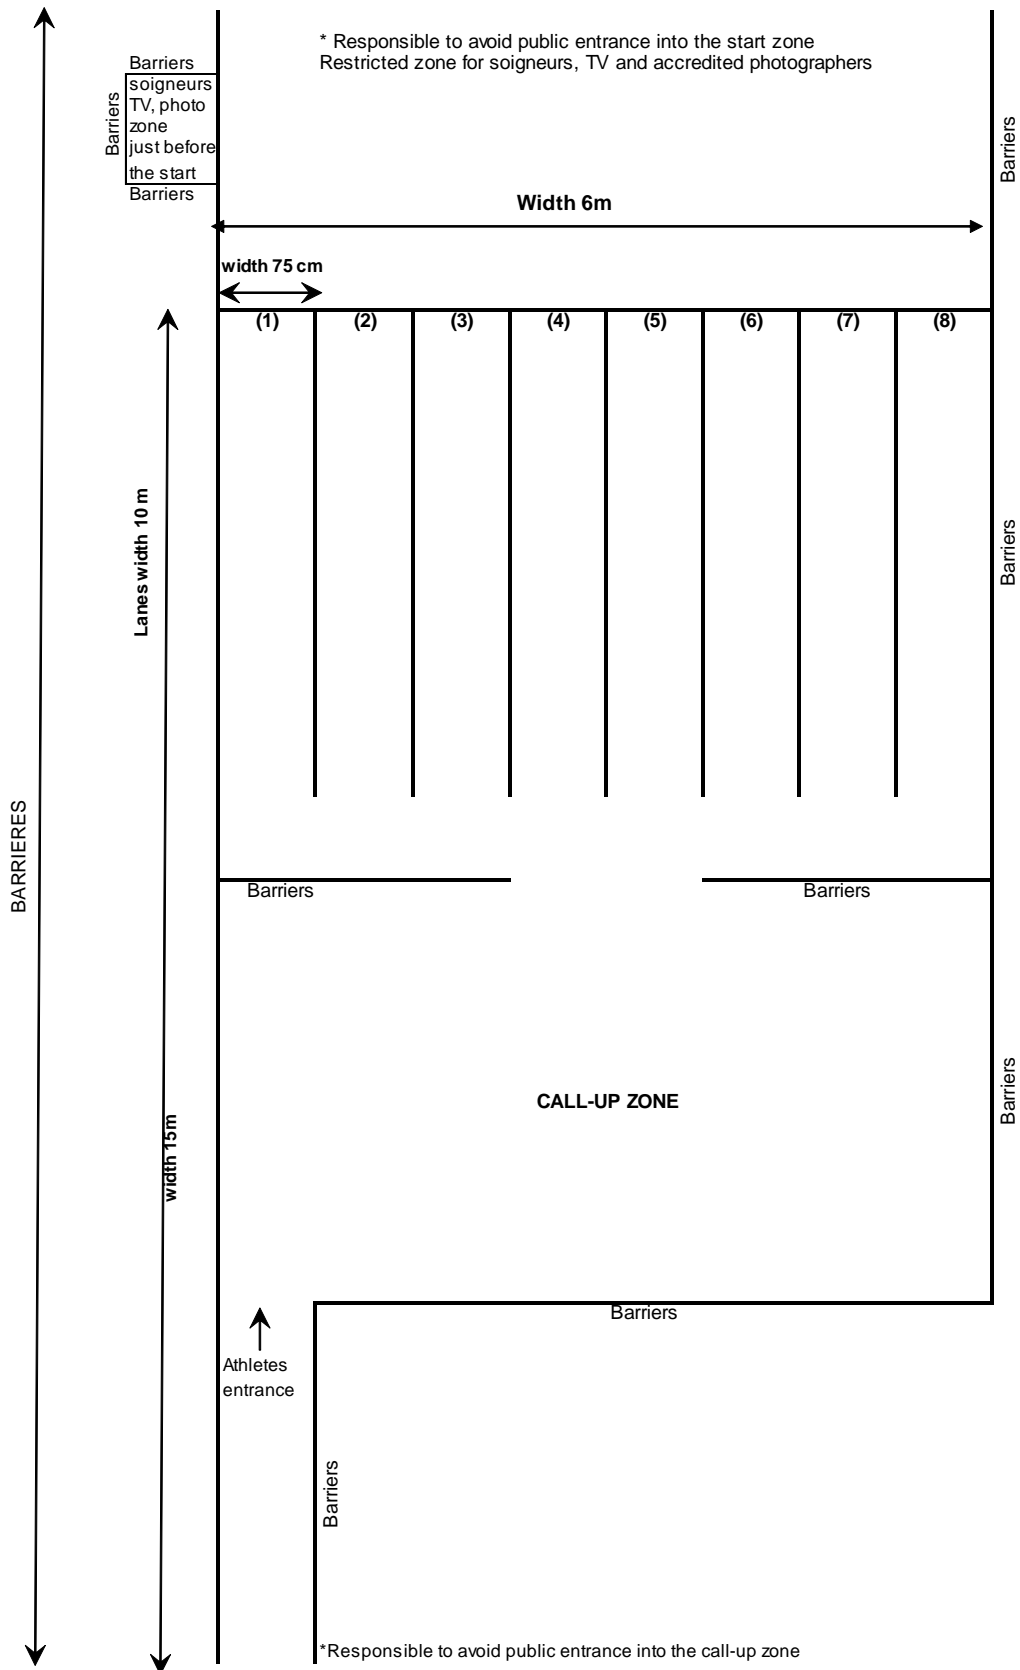 * Responsible to avoid public entrance into the start zone
Restricted zone for soigneurs, TV and accredited photographers
Barriers
Barriers
soigneurs
TV, photo
zone
just before
the start
Barriers
Barriers
Width 6m
width 75 cm
(1) (2) (3) (4) (5) (6) (7) (8)
Lanes width 10 m
Barriers
BARRIERES
Barriers
Barriers
CALL-UP ZONE
Barriers
width 15m
Barriers
Athletes
entrance
Barriers
*Responsible to avoid public entrance into the call-up zone